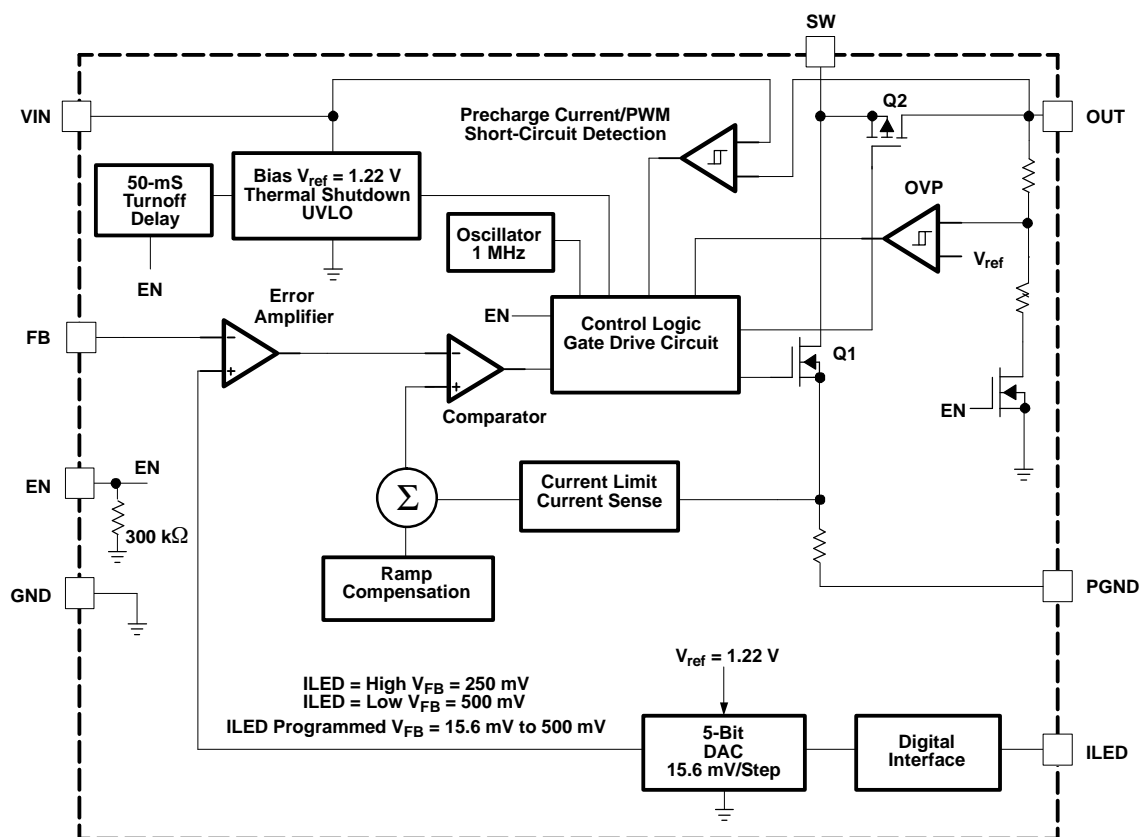 SW
VIN
Q2
OUT
Precharge Current/PWM
Short-Circuit Detection
50-mS
Turnoff
Delay
Bias Vref = 1.22 V
Thermal Shutdown
UVLO
OVP
Oscillator
1 MHz
Vref
EN
Error
Amplifier
EN
FB
−
+
−
+
Control Logic
Gate Drive Circuit
Q1
Comparator
EN
EN
EN
300 kΩ
Σ
Current Limit
Current Sense
Ramp
Compensation
GND
PGND
Vref = 1.22 V
ILED = High VFB = 250 mV
ILED = Low VFB = 500 mV
ILED Programmed VFB = 15.6 mV to 500 mV
5-Bit
DAC
15.6 mV/Step
Digital
Interface
ILED